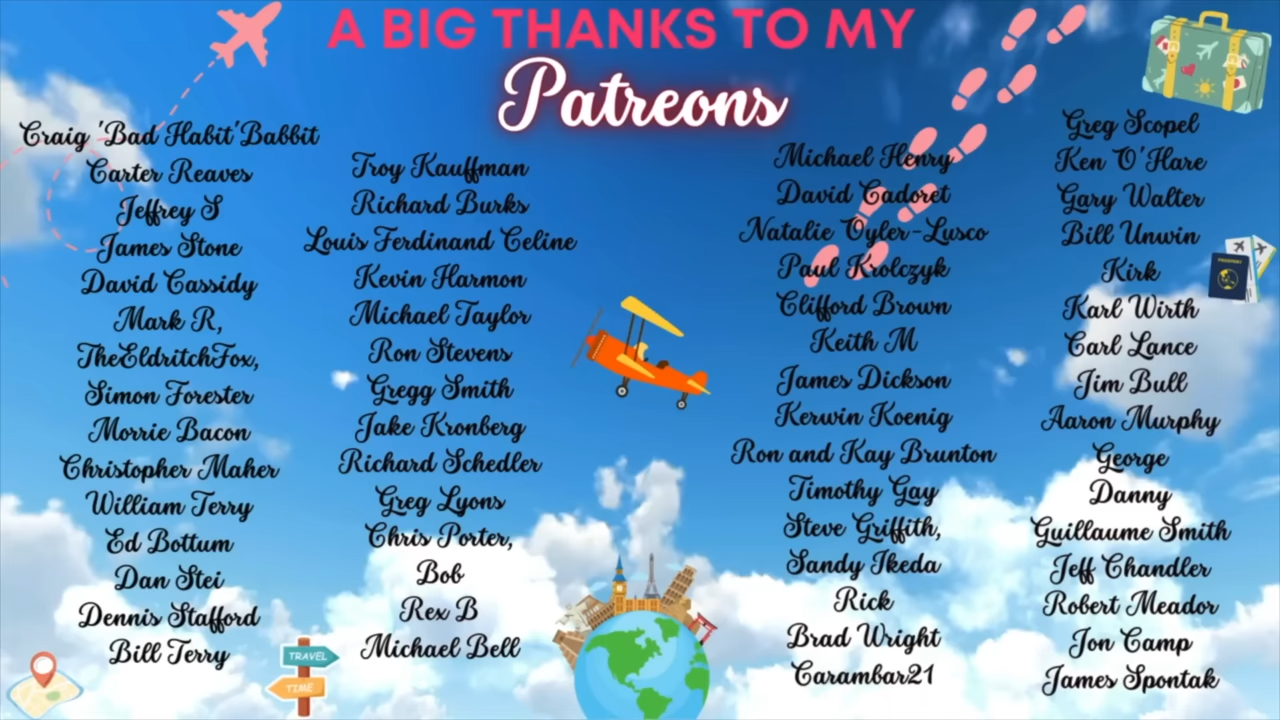 A BIG THANKS TO MY
Patreons
Craig 'Bad Habit'Babbit
Carter Reaves
Jeffrey S
James Stone
David Cassidy
Mark R,
TheEldritchFox,
Simon Forester
Morrie Bacon
Christopher Maher
William Terry
Ed Bottum
Dan Stei
Dennis Stafford
Bill Terry
Troy Kauffman
Richard Burks
Louis Ferdinand Celine
Kevin Harmon
Michael Taylor
Ron Stevens
Gregg Smith
Jake Kronberg
Richard Schedler
Greg Lyons
Chris Porter,
Bob
Rex B
Michael Bell
Michael Henry
David Cadoret
Natalie Oyler-Lusco
Paul Krolczyk
Clifford Brown
Keith M
James Dickson
Kerwin Koenig
Ron and Kay Brunton
Timothy Gay
Steve Griffith,
Sandy Ikeda
Rick
Brad Wright
Carambar21
Greg Scopel
Ken O'Hare
Gary Walter
Bill Unwin
Kirk
Karl Wirth
Carl Lance
Jim Bull
Aaron Murphy
George
Danny
Guillaume Smith
Jeff Chandler
Robert Meador
Jon Camp
James Spontak
PASSPORT
TRAVEL
TIME